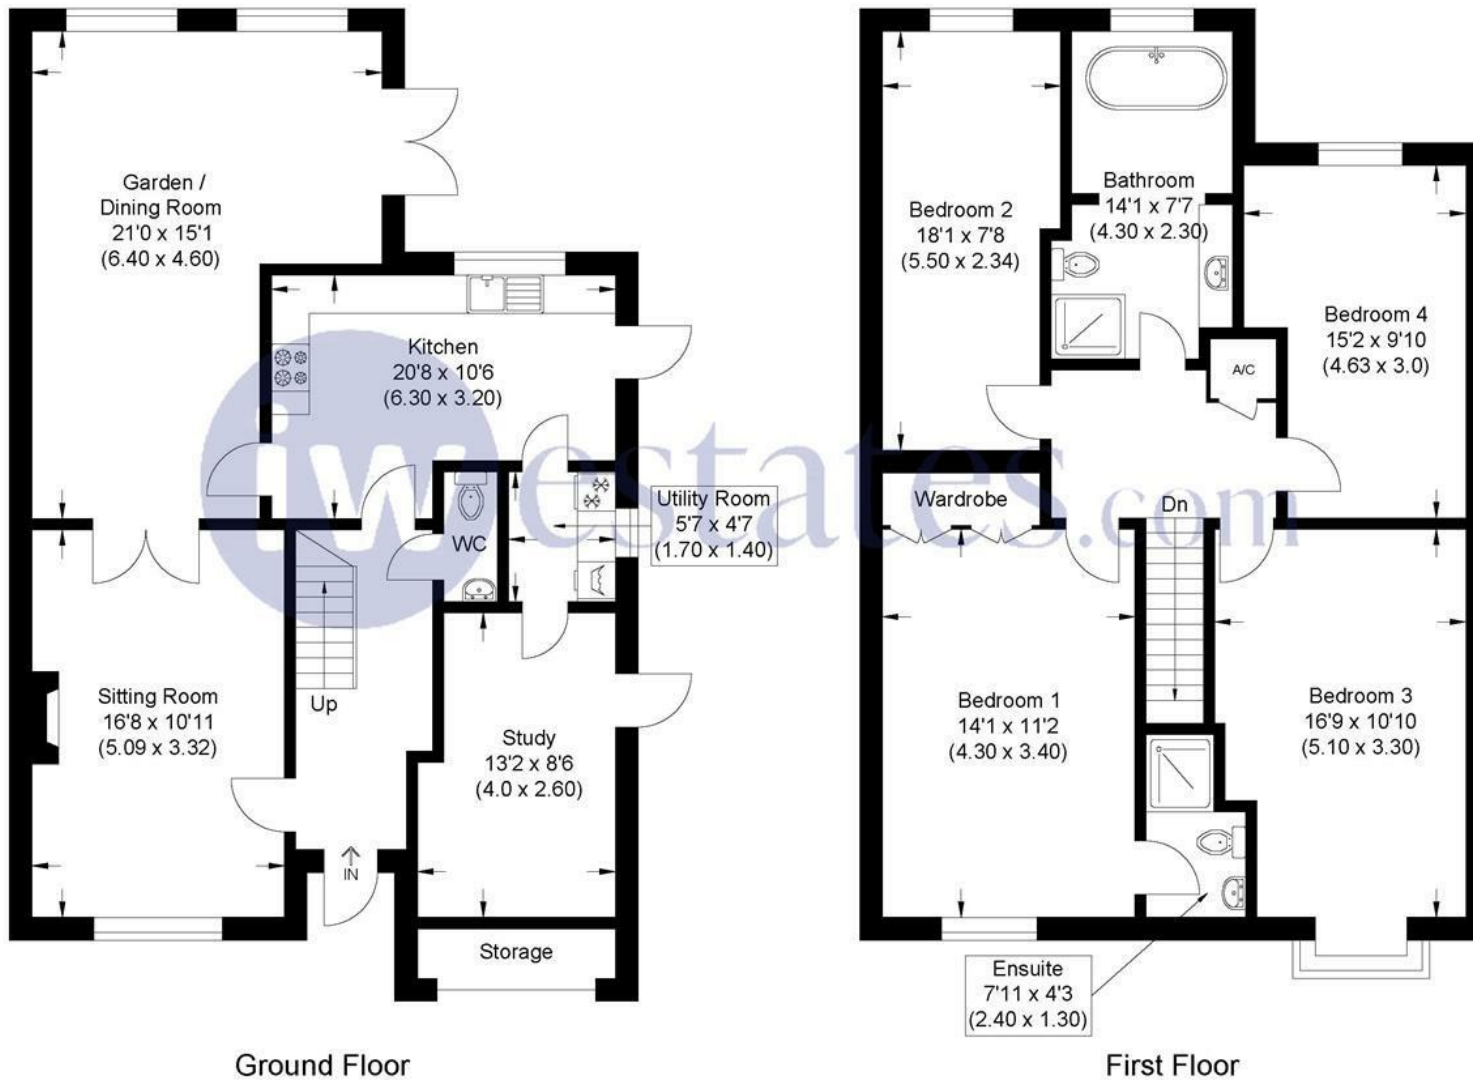 Garden /
Dining Room
21'0 x 15'1
(6.40 x 4.60)
Kitchen
20'8 x 10'6
(6.30 x 3.20)
Utility Room
5'7 x 4'7
(1.70 x 1.40)
WC
Sitting Room
16'8 x 10'11
(5.09 x 3.32)
Up
Study
13'2 x 8'6
(4.0 x 2.60)
IN
Storage
Ground Floor
Bedroom 2
18'1 x 7'8
(5.50 x 2.34)
Bathroom
14'1 x 7'7
(4.30 x 2.30)
Bedroom 4
15'2 x 9'10
(4.63 x 3.0)
A/C
Wardrobe
Dn
Bedroom 1
14'1 x 11'2
(4.30 x 3.40)
Bedroom 3
16'9 x 10'10
(5.10 x 3.30)
Ensuite
7'11 x 4'3
(2.40 x 1.30)
First Floor
iw estates.com